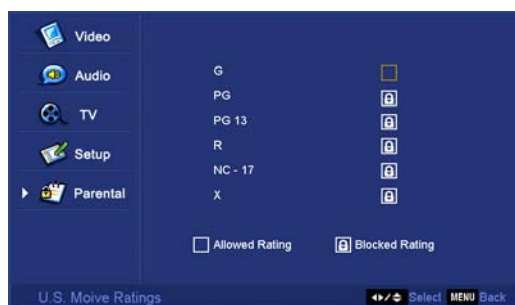 Video
Audio
TV
Setup
Parental
G
PG
PG 13
R
NC - 17
X
Allowed Rating
Blocked Rating
U.S. Moive Ratings
Select MENU Back